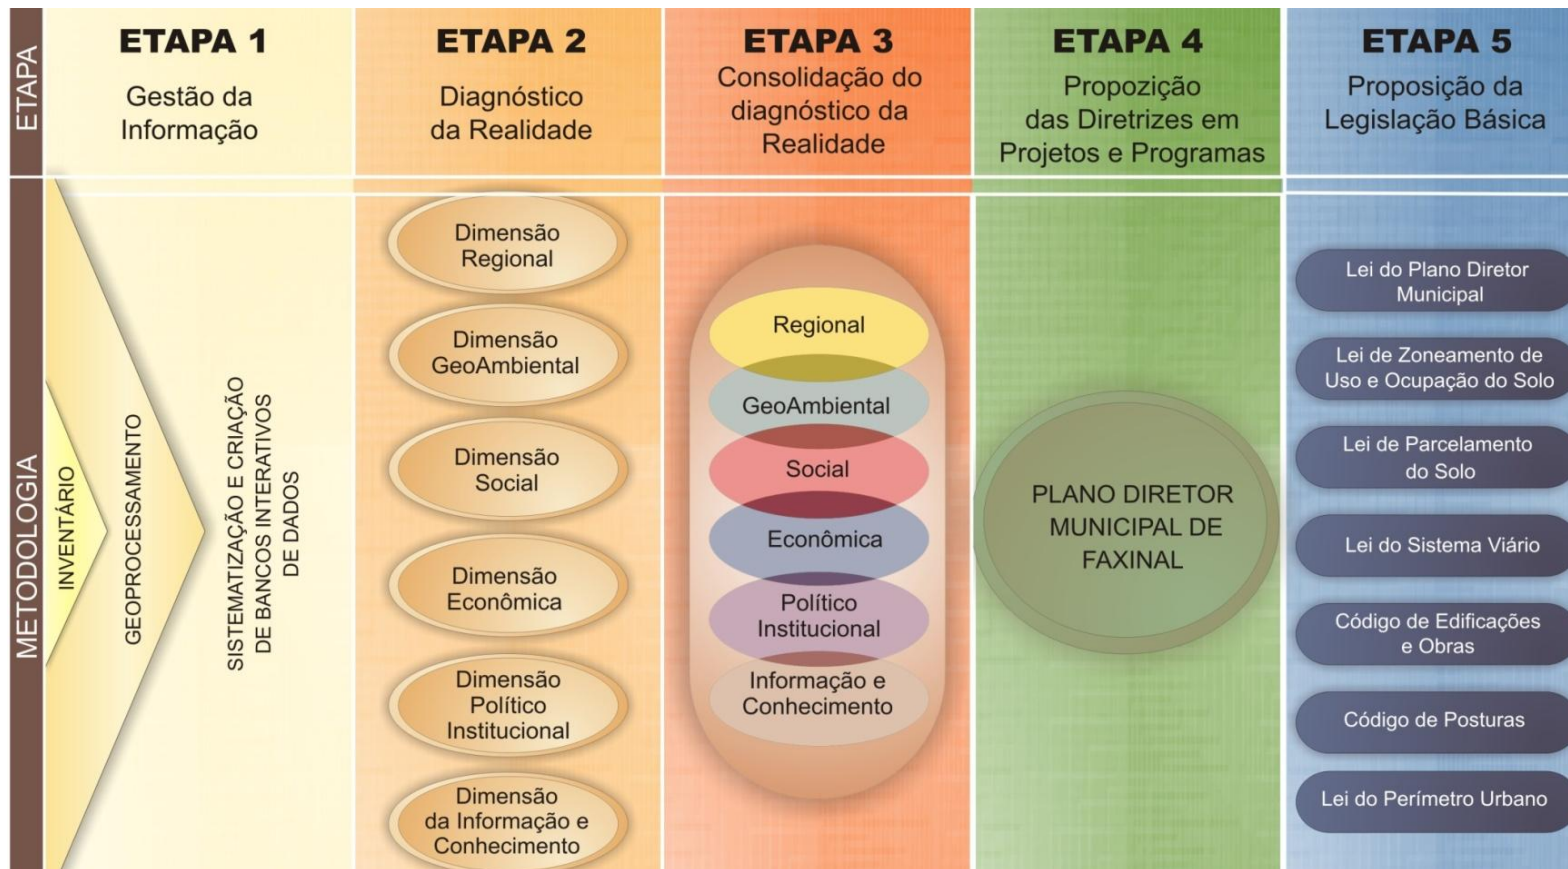 ETAPA
ETAPA 1
Gestão da
Informação
ETAPA 2
Diagnóstico
da Realidade
ETAPA 3
Consolidação do
diagnóstico da
Realidade
ETAPA 4
Propozição
das Diretrizes em
Projetos e Programas
ETAPA 5
Proposição da
Legislação Básica
METODOLOGIA
INVENTÁRIO
GEOPROCESSAMENTO
SISTEMATIZAÇÃO E CRIAÇÃO
DE BANCOS INTERATIVOS
DE DADOS
Dimensão
Regional
Dimensão
GeoAmbiental
Dimensão
Social
Dimensão
Econômica
Dimensão
Político
Institucional
Dimensão
da Informação e
Conhecimento
Regional
GeoAmbiental
Social
Econômica
Político
Institucional
Informação e
Conhecimento
PLANO DIRETOR
MUNICIPAL DE
FAXINAL
Lei do Plano Diretor
Municipal
Lei de Zoneamento de
Uso e Ocupação do Solo
Lei de Parcelamento
do Solo
Lei do Sistema Viário
Código de Edificações
e Obras
Código de Posturas
Lei do Perímetro Urbano